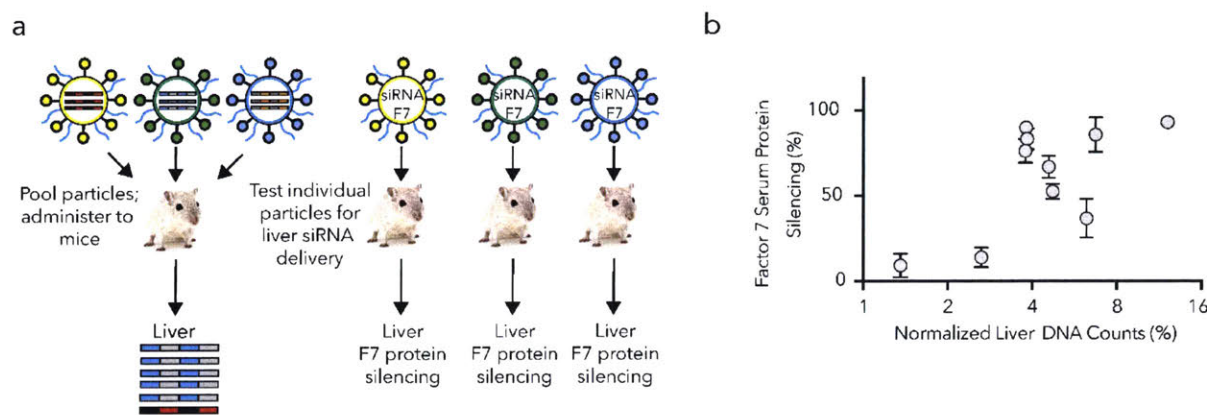 a
siRNA
F7
siRNA
F7
siRNA
F7
Pool particles;
administer to
mice
Test individual
particles for
liver siRNA
delivery
Liver
Liver
F7 protein
silencing
Liver
F7 protein
silencing
Liver
F7 protein
silencing
b
Factor 7 Serum Protein
Silencing (%)
100
50
0
1
2
4
8
16
Normalized Liver DNA Counts (%)